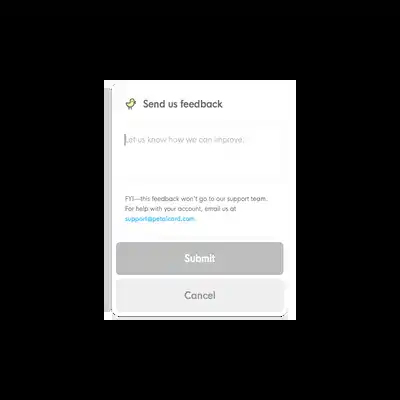 Send us feedback
Let us know how we can improve.
FYI—this feedback won't go to our support team.
For help with your account, email us at
support@petalcard.com.
Submit
Cancel